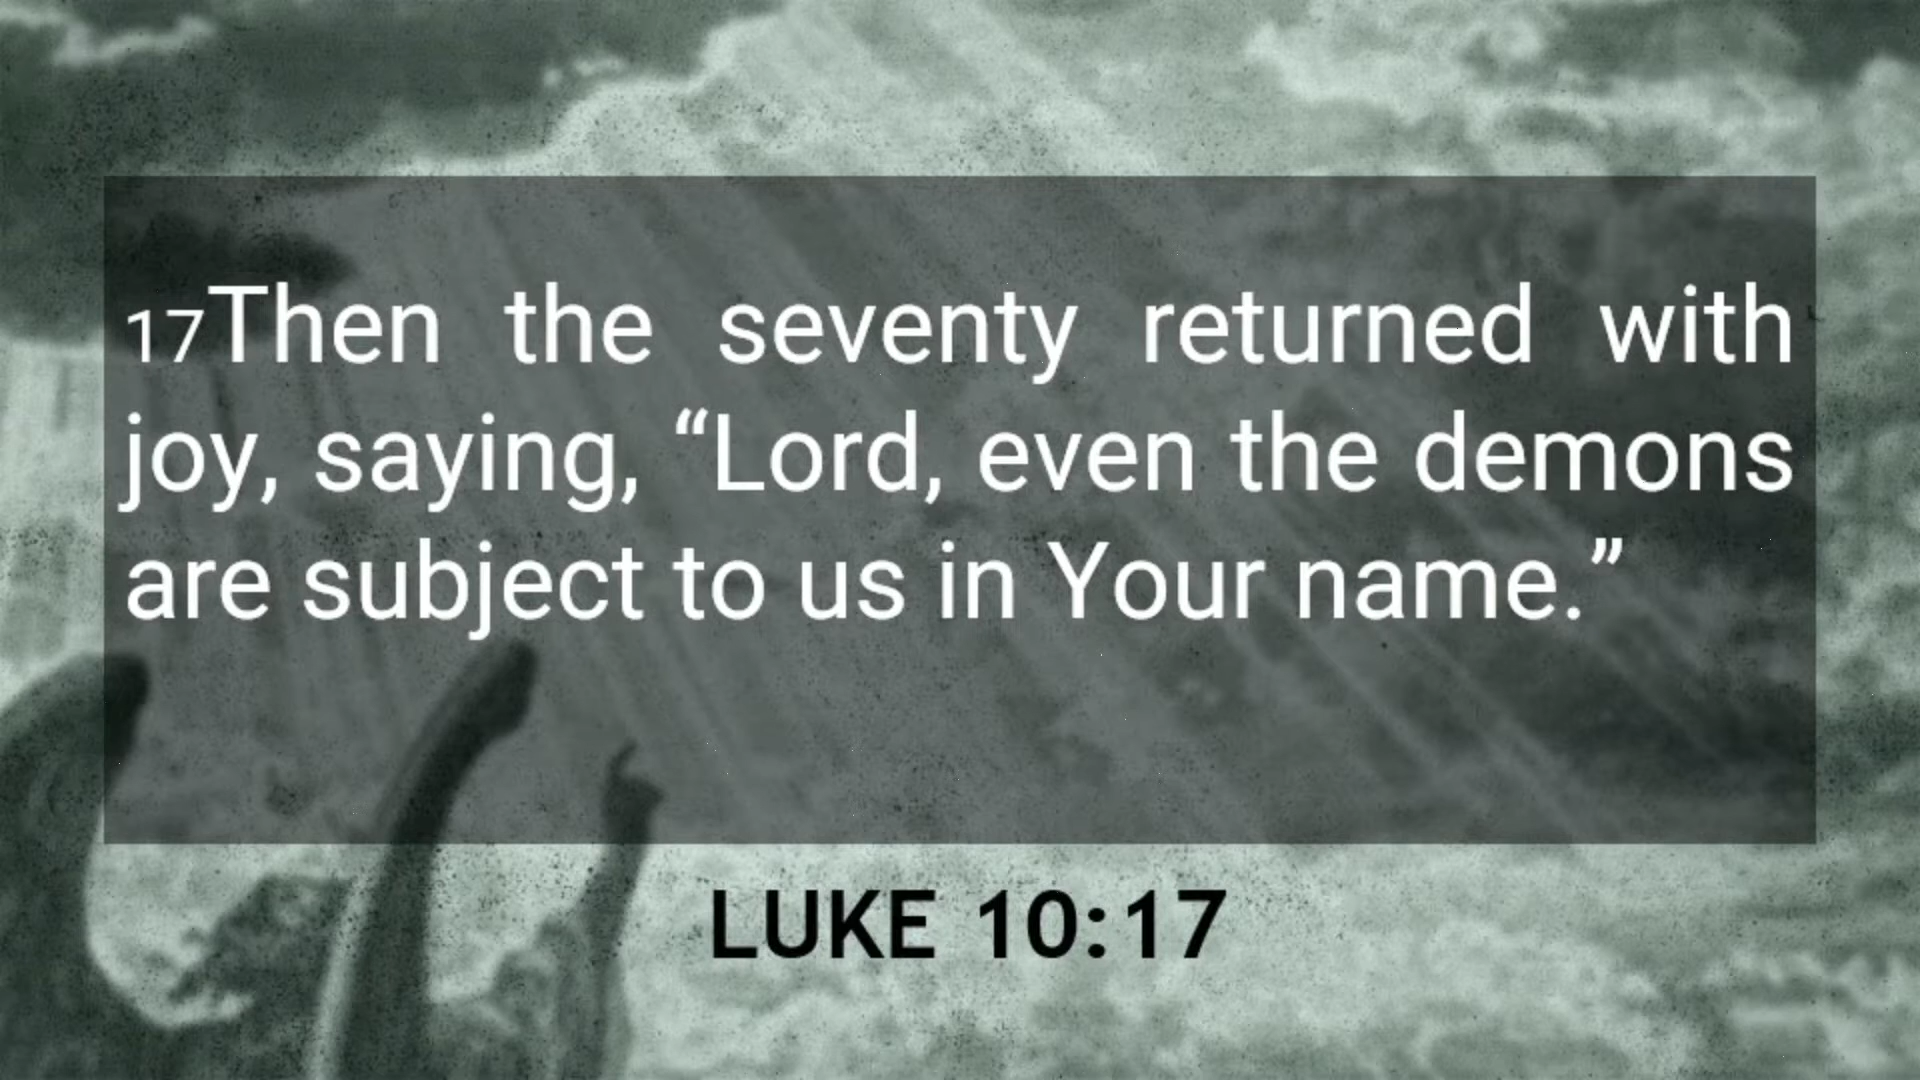 17Then the seventy returned with
joy, saying, “Lord, even the demons
are subject to us in Your name.”
LUKE 10:17